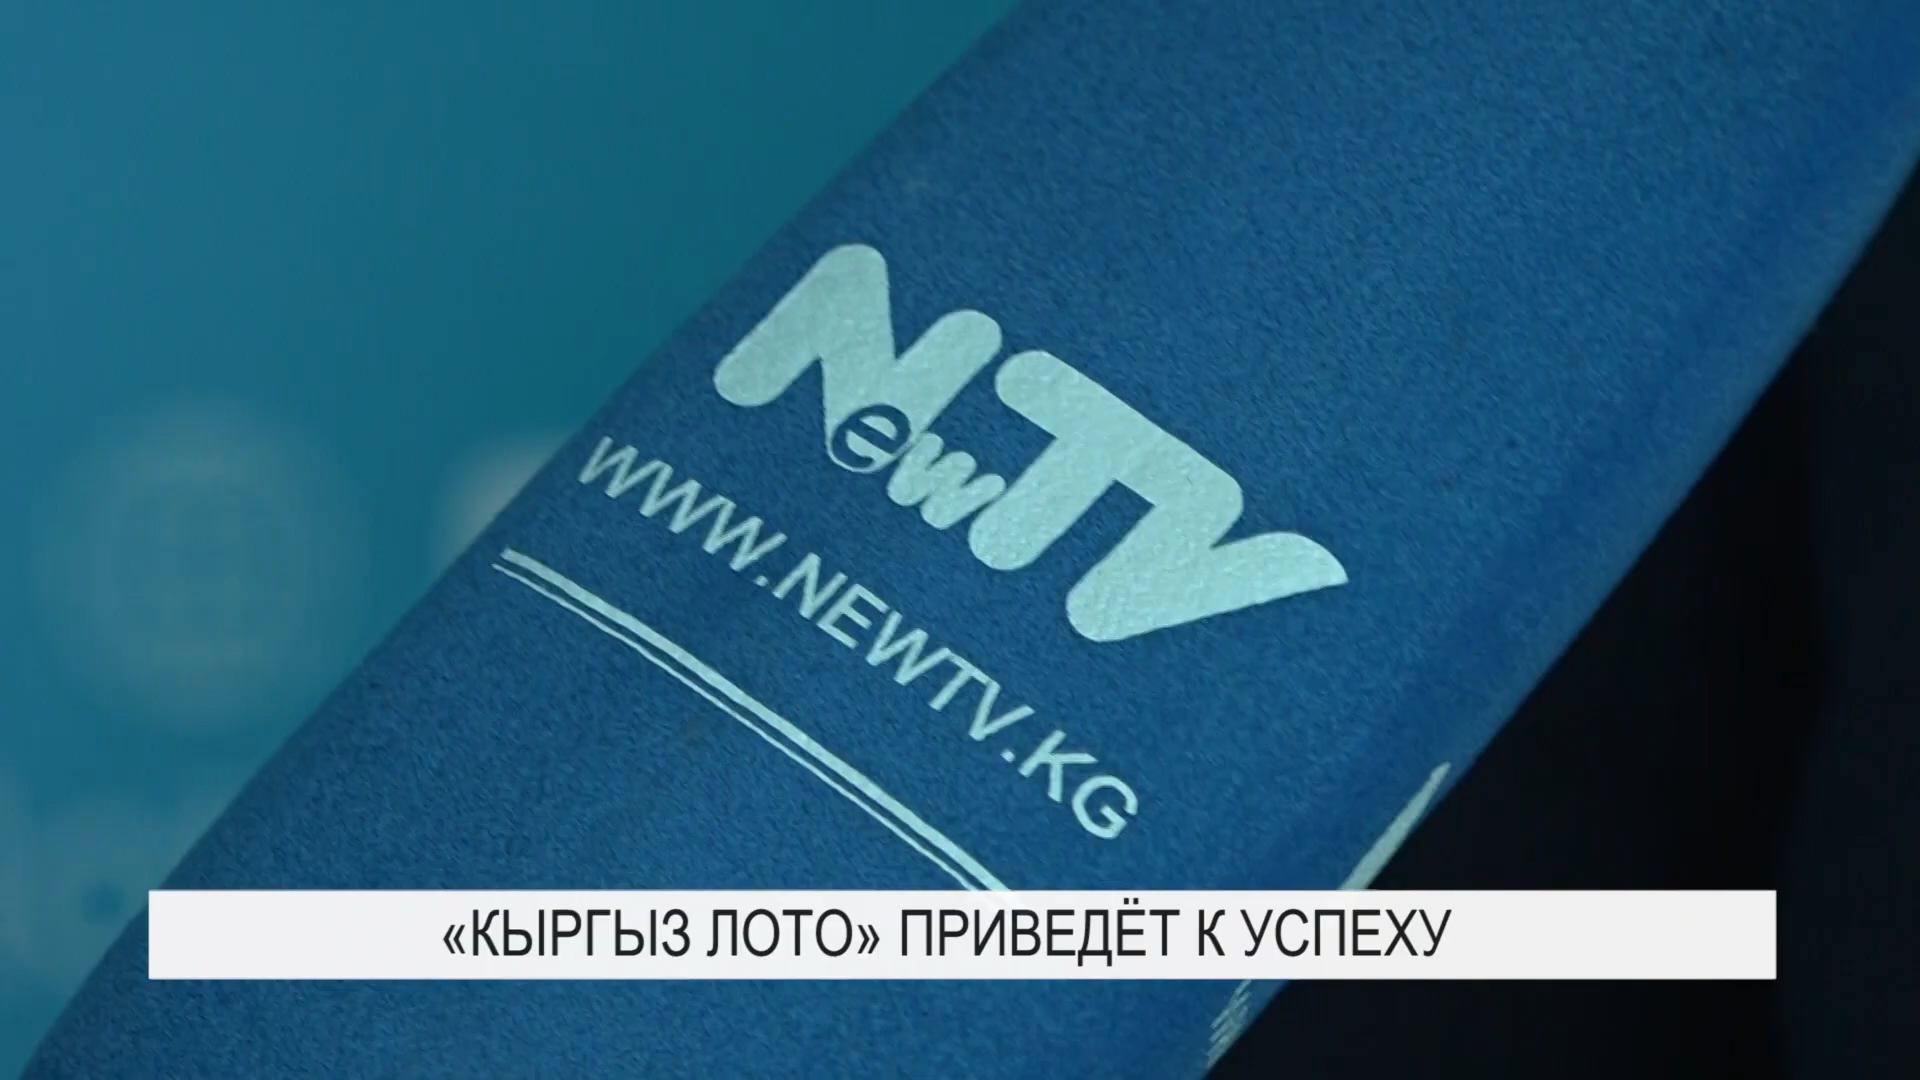 NewTV
WWW.NEWTV.KG
«КЫРГЫЗ ЛОТО» ПРИВЕДЁТ К УСПЕХУ